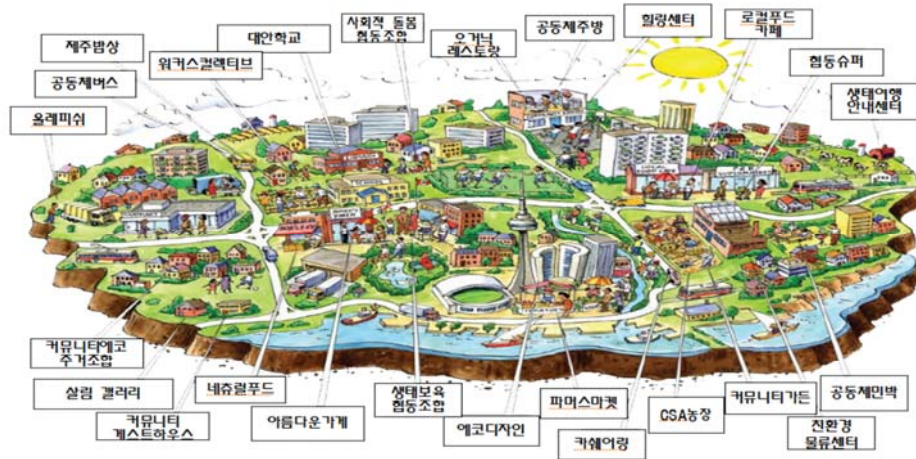 사회적 돌봄
협동조합
대안학교
제주밥상
워커스컬렉티브
공동체버스
올레피쉬
오거닉
레스토랑
공동체주방
힐링센터
로컬푸드
카페
협동슈퍼
생태여행
안내센터
커뮤니티에코
주거조합
살림 갤러리
커뮤니티
게스트하우스
네츄럴푸드
아름다운가게
생태보육
협동조합
에코디자인
파머스마켓
카쉐어링
CSA농장
커뮤니티가든
공동체민박
친환경
물류센터